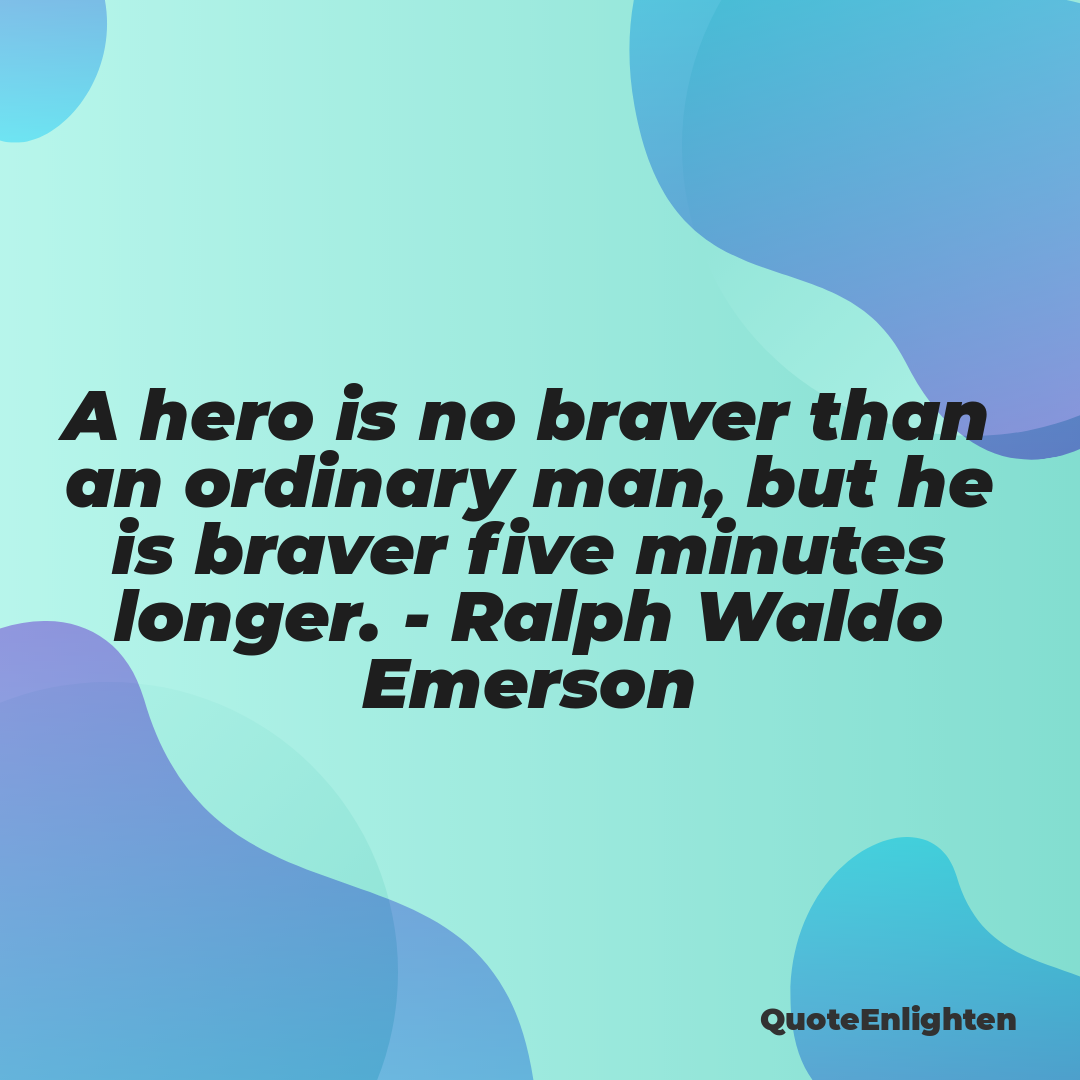 A hero is no braver than
an ordinary man, but he
is braver five minutes
longer. - Ralph Waldo
Emerson
QuoteEnlighten